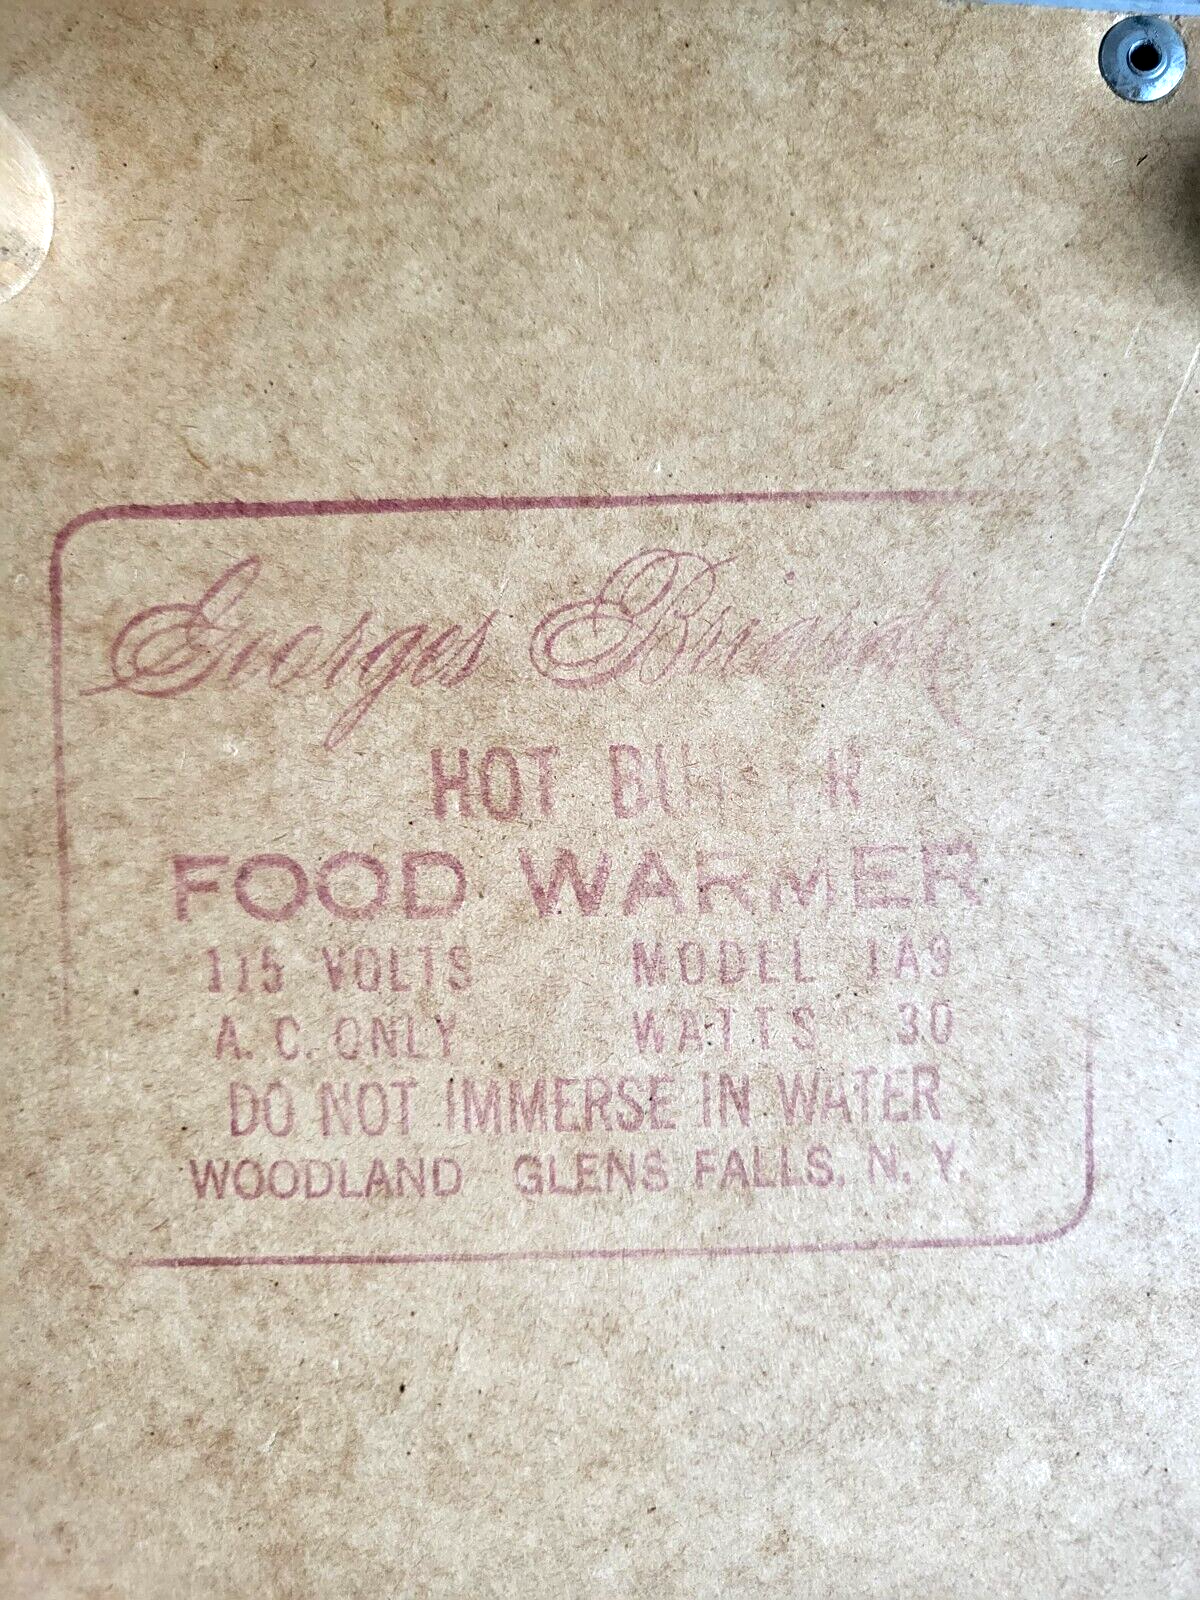 Georges Briard
HOT
FOOD WARMER
115 VOLTS MODEL 1A9
A.C. ONLY WATTS 30
DO NOT IMMERSE IN WATER
WOODLAND GLENS FALLS, N.Y.